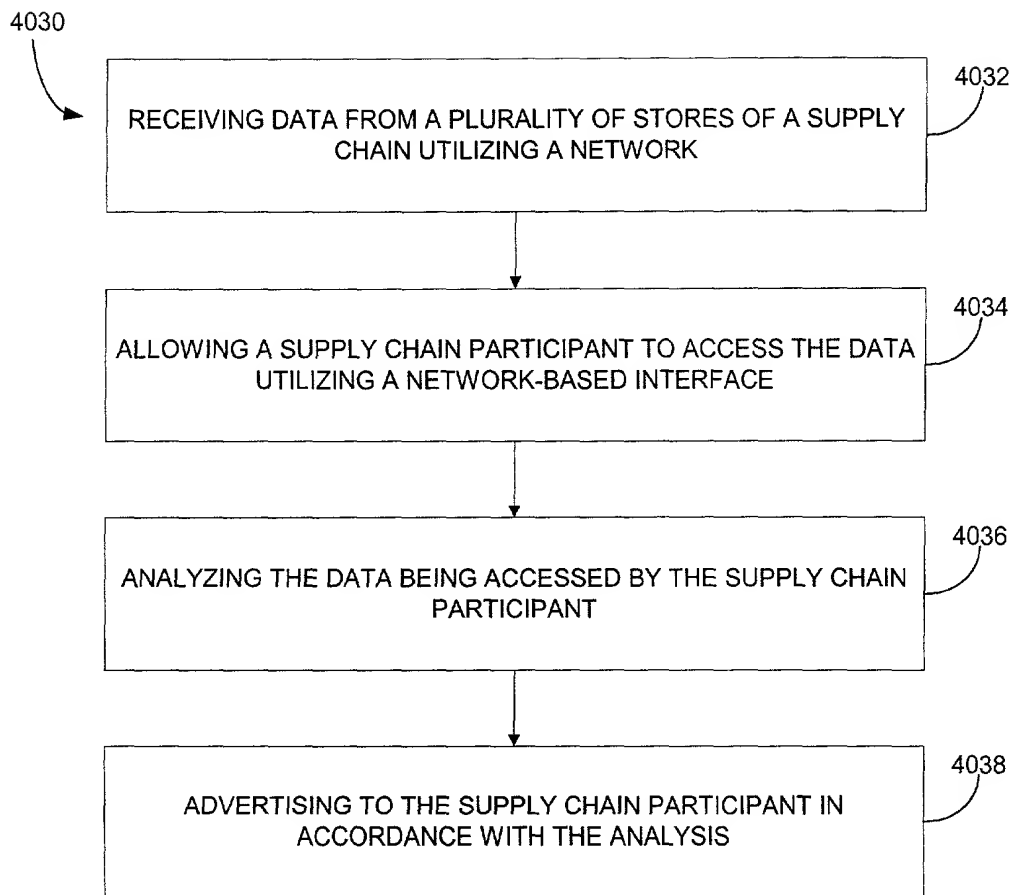 4030
4032
RECEIVING DATA FROM A PLURALITY OF STORES OF A SUPPLY
CHAIN UTILIZING A NETWORK
4034
ALLOWING A SUPPLY CHAIN PARTICIPANT TO ACCESS THE DATA
UTILIZING A NETWORK-BASED INTERFACE
4036
ANALYZING THE DATA BEING ACCESSED BY THE SUPPLY CHAIN
PARTICIPANT
4038
ADVERTISING TO THE SUPPLY CHAIN PARTICIPANT IN
ACCORDANCE WITH THE ANALYSIS